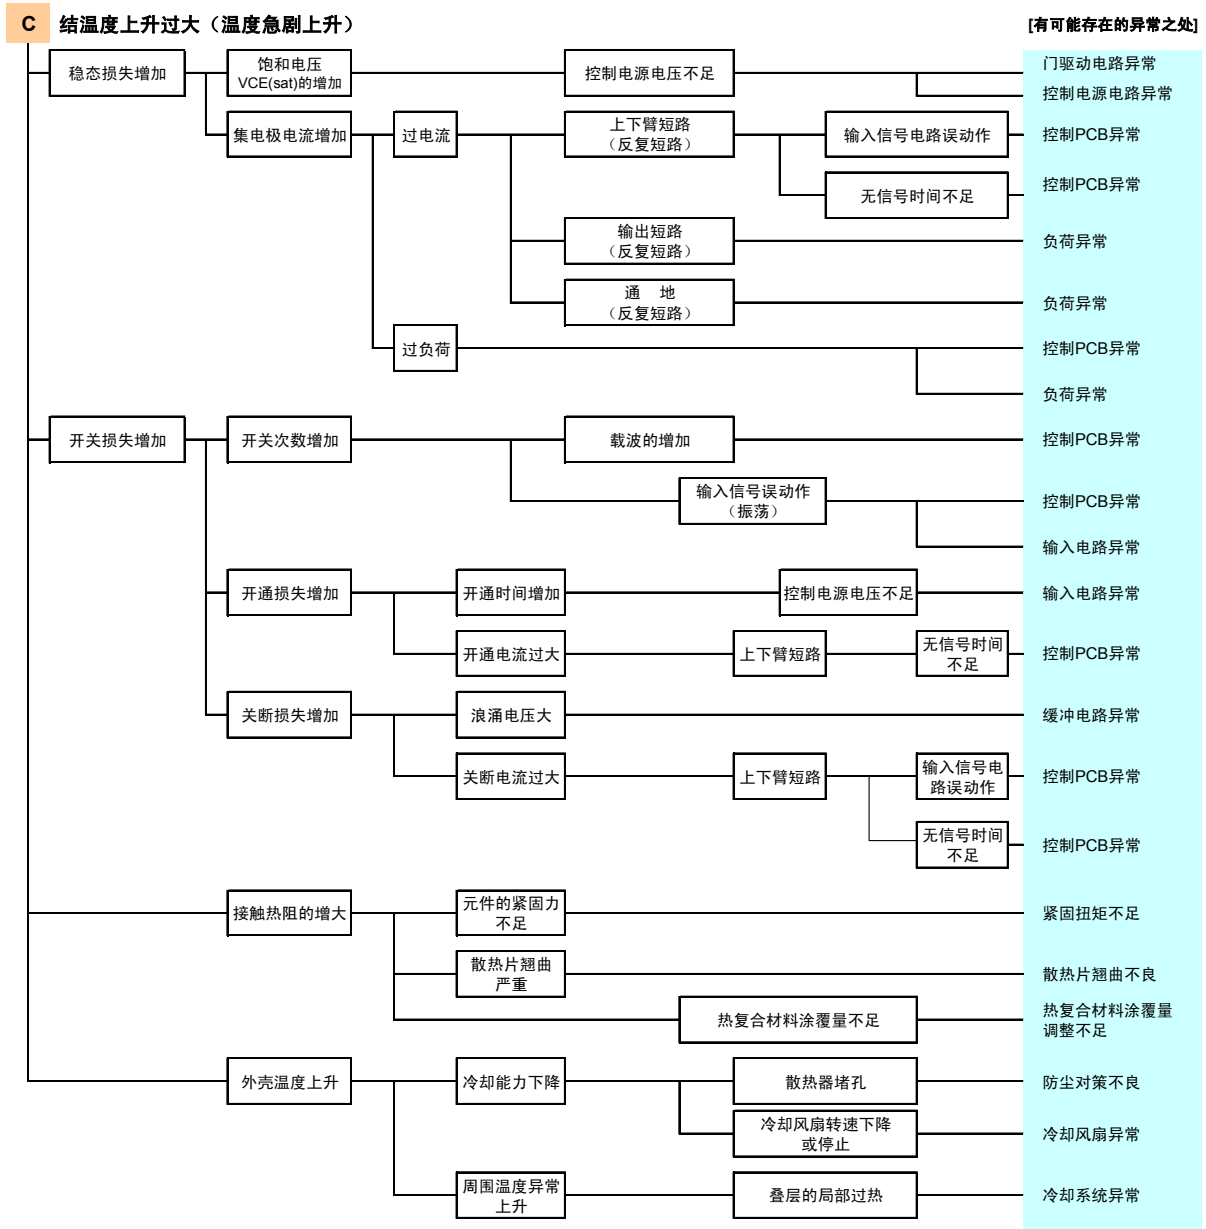 C 结温度上升过大（温度急剧上升）
[有可能存在的异常之处]
稳态损失增加
饱和电压
VCE(sat)的增加
控制电源电压不足
门驱动电路异常
控制电源电路异常
集电极电流增加
过电流
上下臂短路
（反复短路）
输入信号电路误动作
控制PCB异常
无信号时间不足
控制PCB异常
输出短路
（反复短路）
负荷异常
通 地
（反复短路）
负荷异常
过负荷
控制PCB异常
负荷异常
开关损失增加
开关次数增加
载波的增加
控制PCB异常
输入信号误动作
（振荡）
控制PCB异常
输入电路异常
开通损失增加
开通时间增加
控制电源电压不足
输入电路异常
开通电流过大
上下臂短路
无信号时间
不足
控制PCB异常
关断损失增加
浪涌电压大
缓冲电路异常
关断电流过大
上下臂短路
输入信号电
路误动作
控制PCB异常
无信号时间
不足
控制PCB异常
接触热阻的增大
元件的紧固力
不足
紧固扭矩不足
散热片翘曲
严重
散热片翘曲不良
热复合材料涂覆量不足
热复合材料涂覆量
调整不足
外壳温度上升
冷却能力下降
散热器堵孔
防尘对策不良
冷却风扇转速下降
或停止
冷却风扇异常
周围温度异常
上升
叠层的局部过热
冷却系统异常